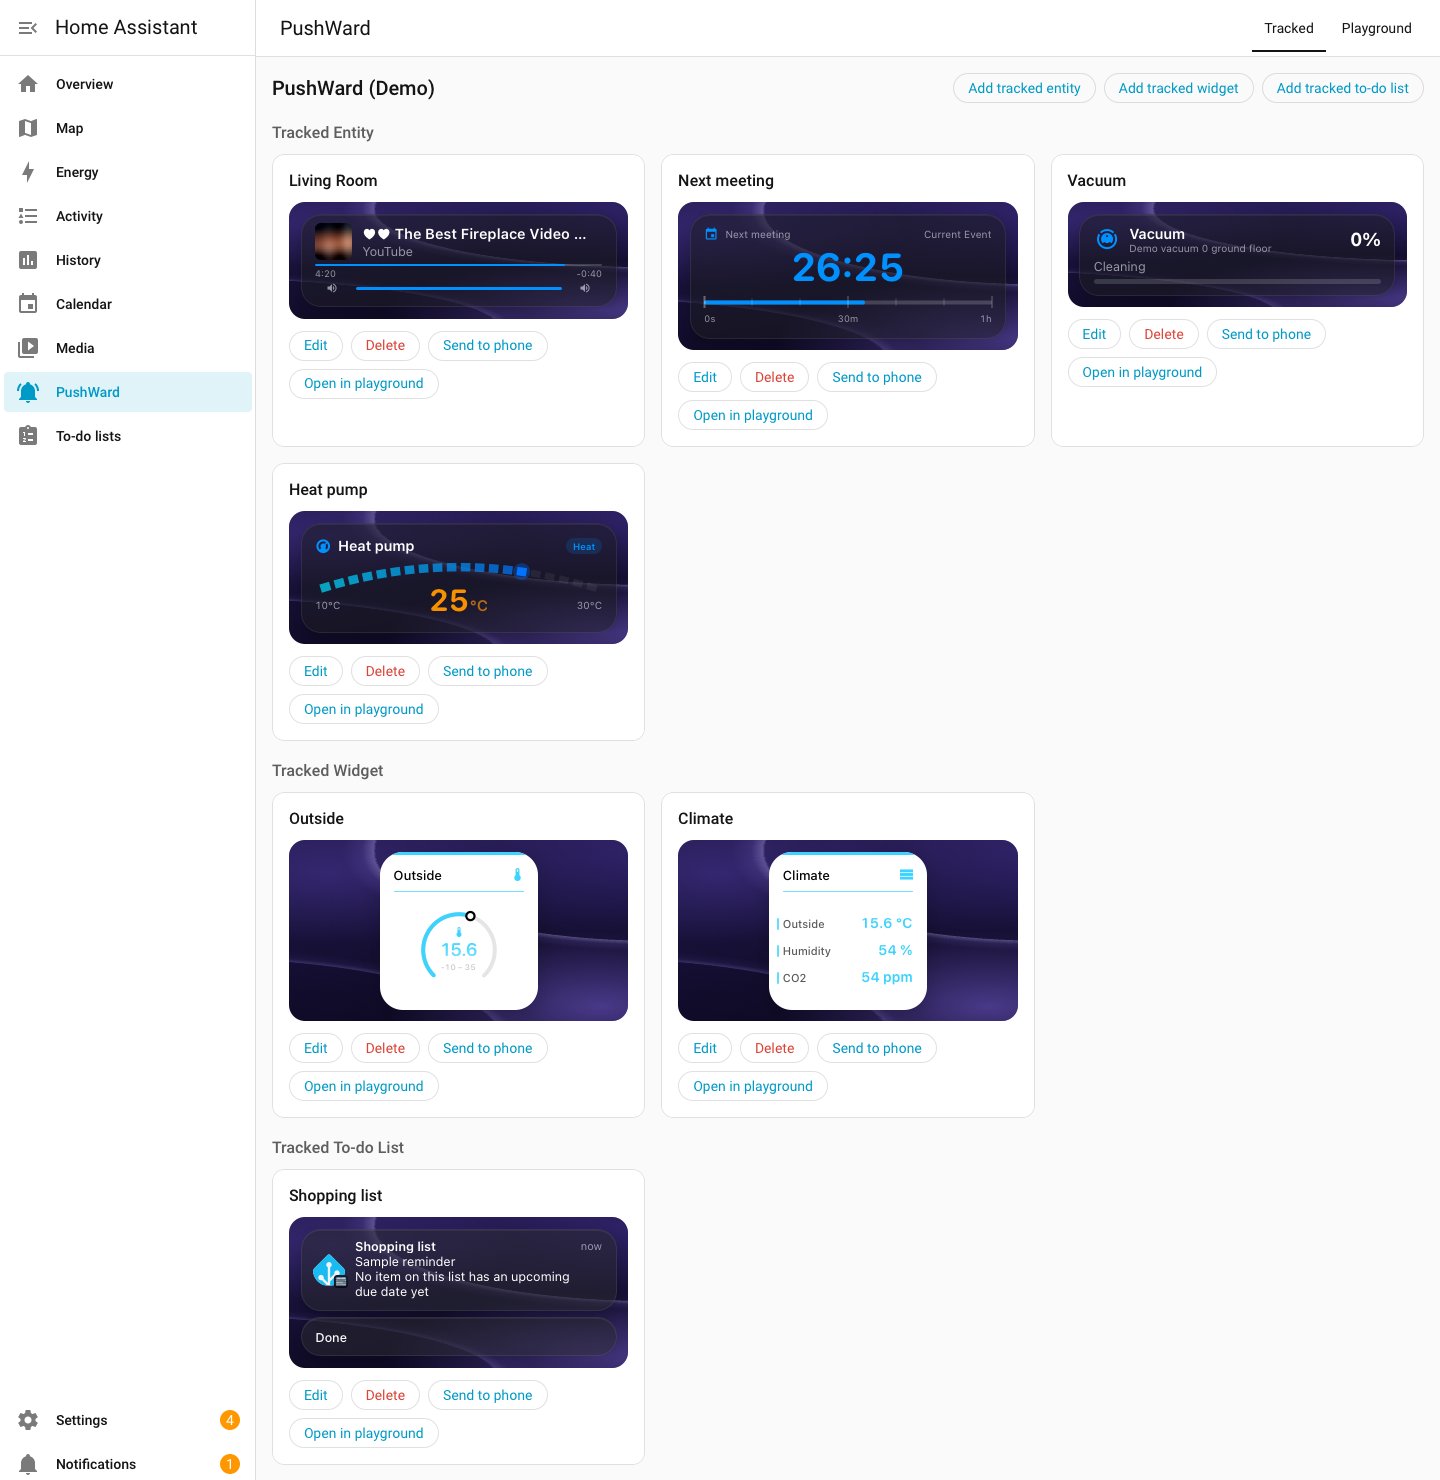 Home Assistant
PushWard
Tracked
Playground
Overview
Map
Energy
Activity
History
Calendar
Media
PushWard
To-do lists
Settings
4
Notifications
1
PushWard (Demo)
Add tracked entity
Add tracked widget
Add tracked to-do list
Tracked Entity
Living Room
🖤🖤 The Best Fireplace Video ...
YouTube
4:20
-0:40
Edit
Delete
Send to phone
Open in playground
Next meeting
Next meeting
Current Event
26:25
0s
30m
1h
Edit
Delete
Send to phone
Open in playground
Vacuum
Vacuum
Demo vacuum 0 ground floor
0%
Cleaning
Edit
Delete
Send to phone
Open in playground
Heat pump
Heat pump
Heat
10°C
25°C
30°C
Edit
Delete
Send to phone
Open in playground
Tracked Widget
Outside
Outside
15.6
-10 – 35
Edit
Delete
Send to phone
Open in playground
Climate
Climate
Outside 15.6 °C
Humidity 54 %
CO2 54 ppm
Edit
Delete
Send to phone
Open in playground
Tracked To-do List
Shopping list
Shopping list
now
Sample reminder
No item on this list has an upcoming
due date yet
Done
Edit
Delete
Send to phone
Open in playground